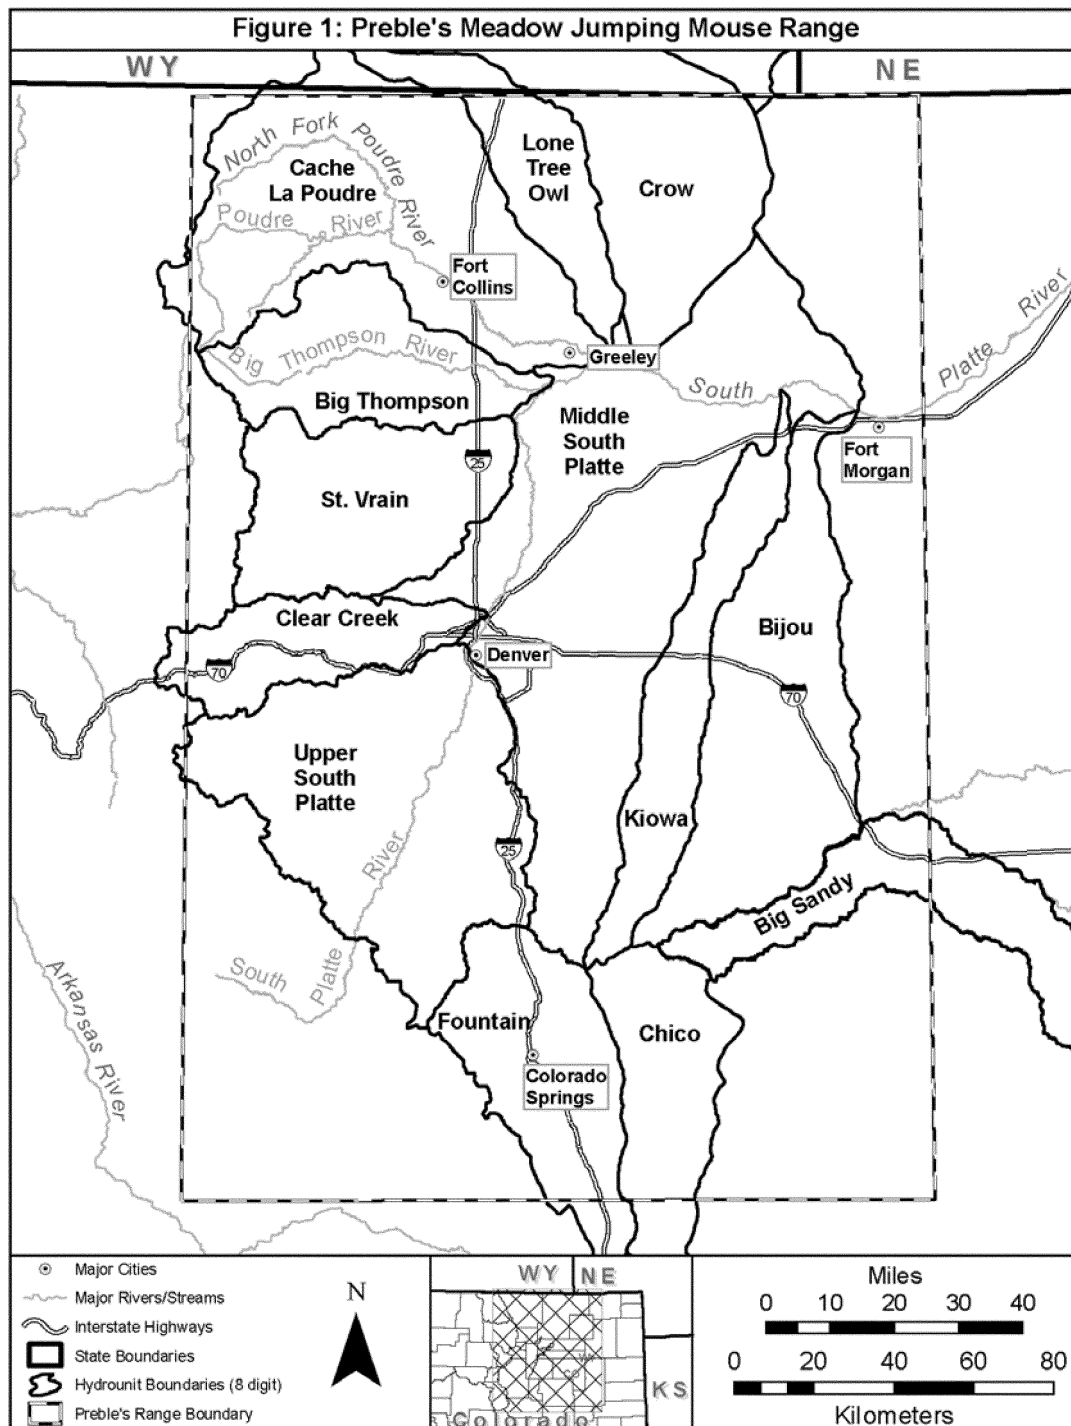 Figure 1: Preble's Meadow Jumping Mouse Range
WY
NE
North Fork Poudre River
Cache
La Poudre
Poudre River
Lone
Tree
Owl
Crow
Fort
Collins
Big Thompson River
Greeley
South Platte River
Big Thompson
Middle
South
Platte
Fort
Morgan
25
St. Vrain
Clear Creek
Bijou
Denver
70
70
Upper
South
Platte
Kiowa
25
River
Big Sandy
South Platte
Arkansas River
Fountain
Chico
Colorado
Springs
Major Cities
Major Rivers/Streams
Interstate Highways
State Boundaries
Hydrounit Boundaries (8 digit)
Preble's Range Boundary
N
WY NE
KS
Colorado
Miles
0 10 20 30 40
0 20 40 60 80
Kilometers